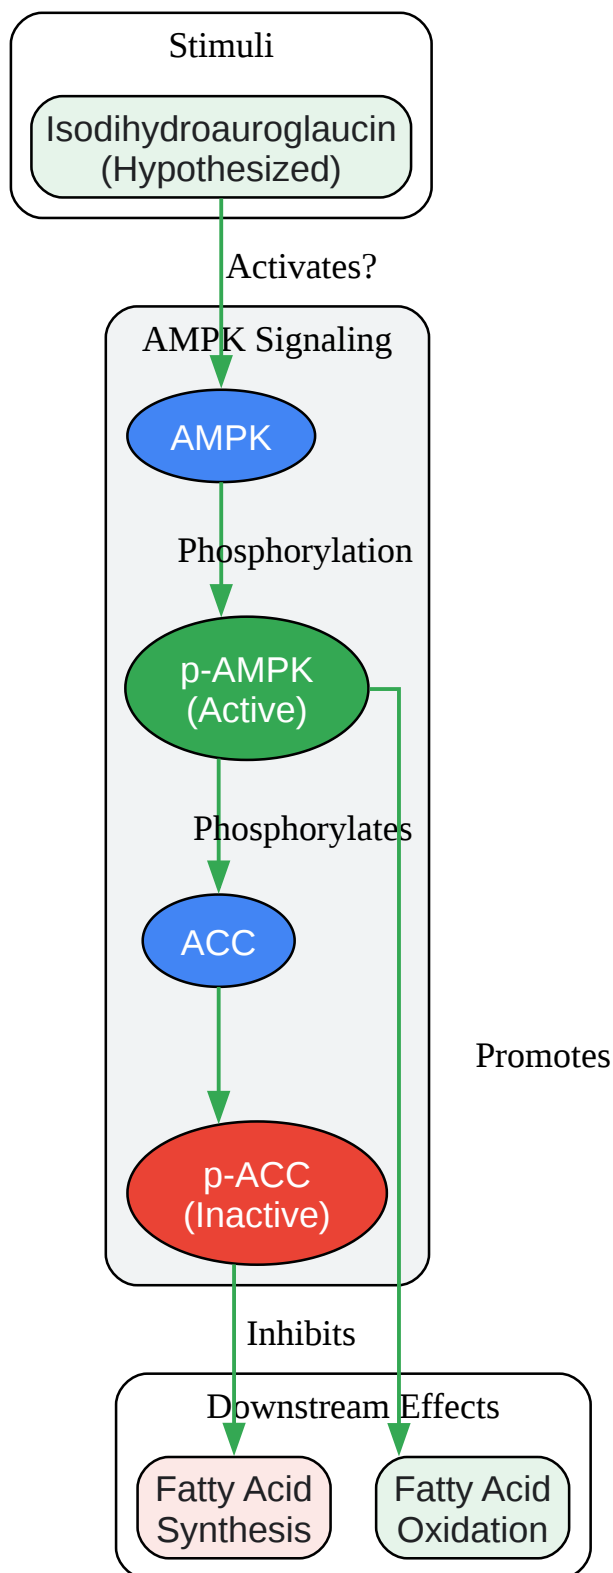 Stimuli
Isodihydroauroglaucin
(Hypothesized)
Activates?
AMPK Signaling
AMPK
Phosphorylation
p-AMPK
(Active)
Phosphorylates
ACC
Promotes
p-ACC
(Inactive)
Inhibits
Downstream Effects
Fatty Acid
Synthesis
Fatty Acid
Oxidation